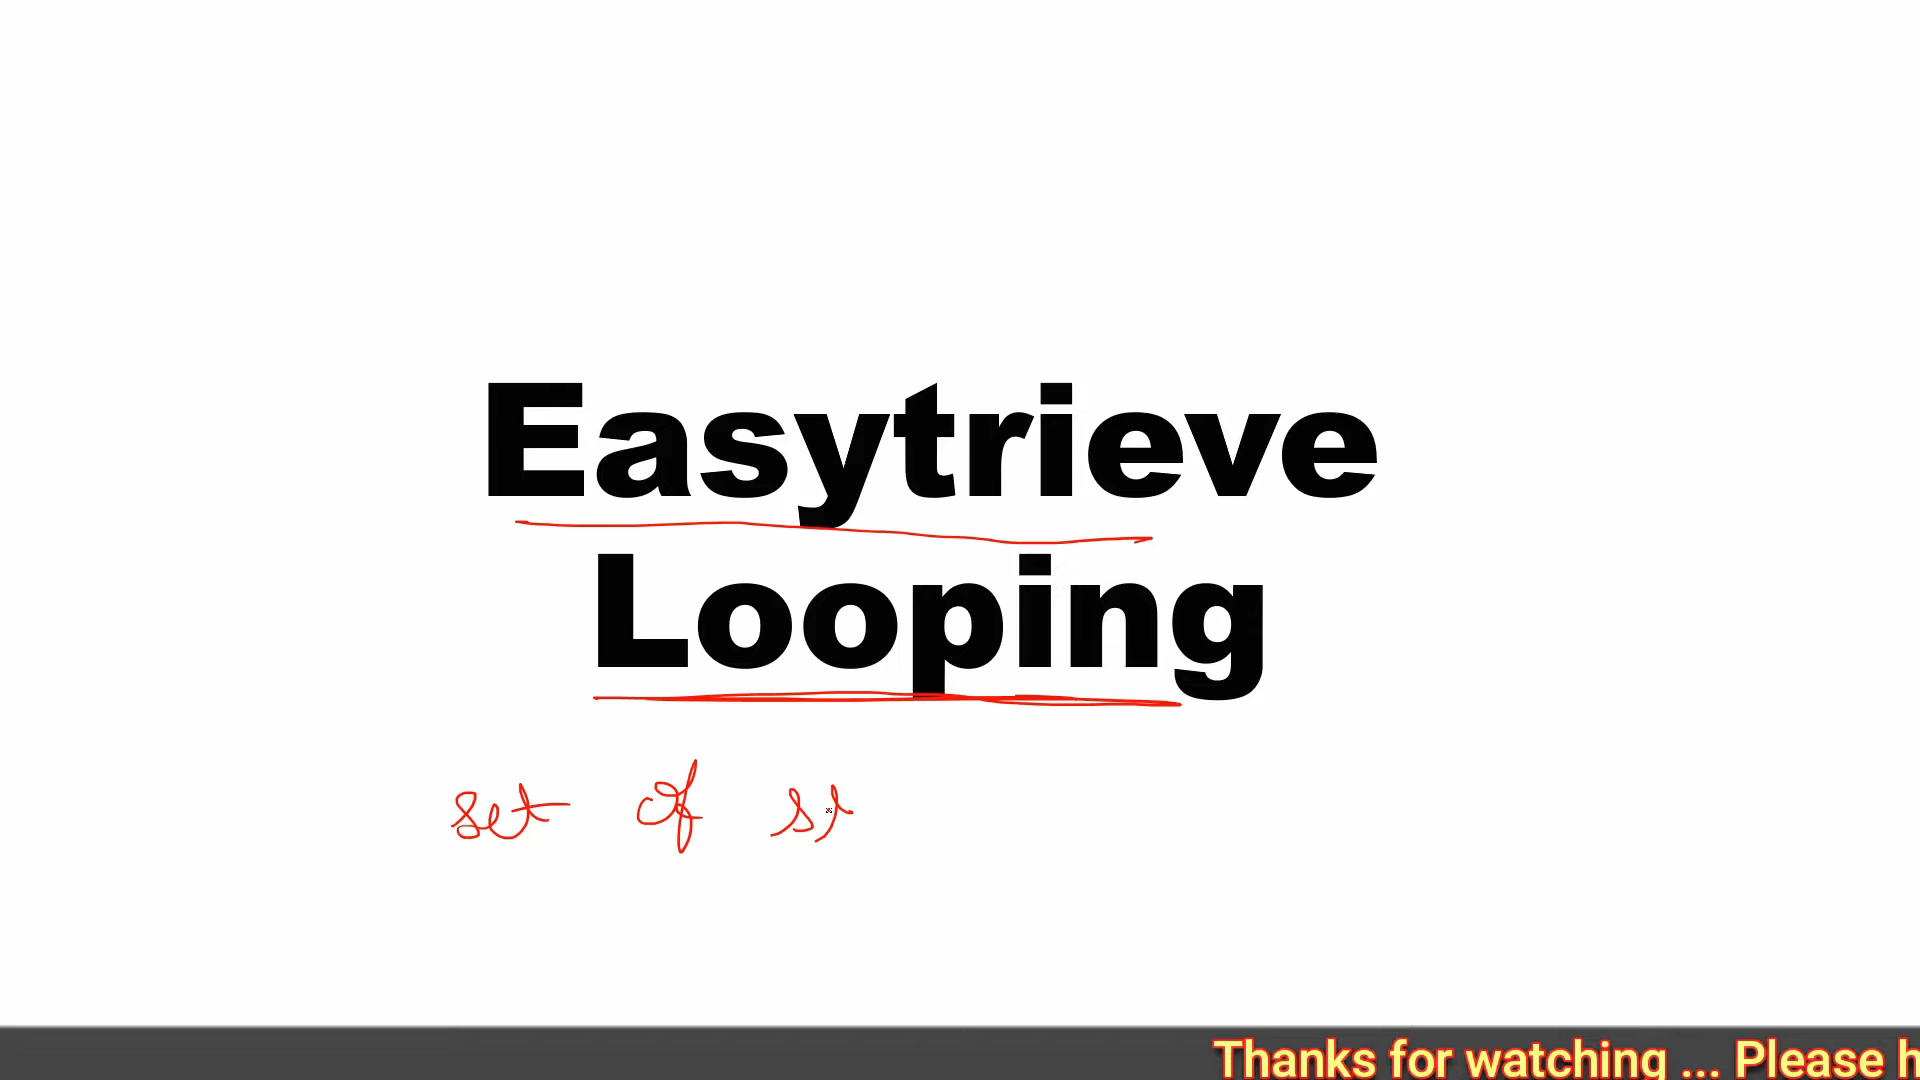 Easytrieve
Looping
set of
Thanks for watching ... Please h